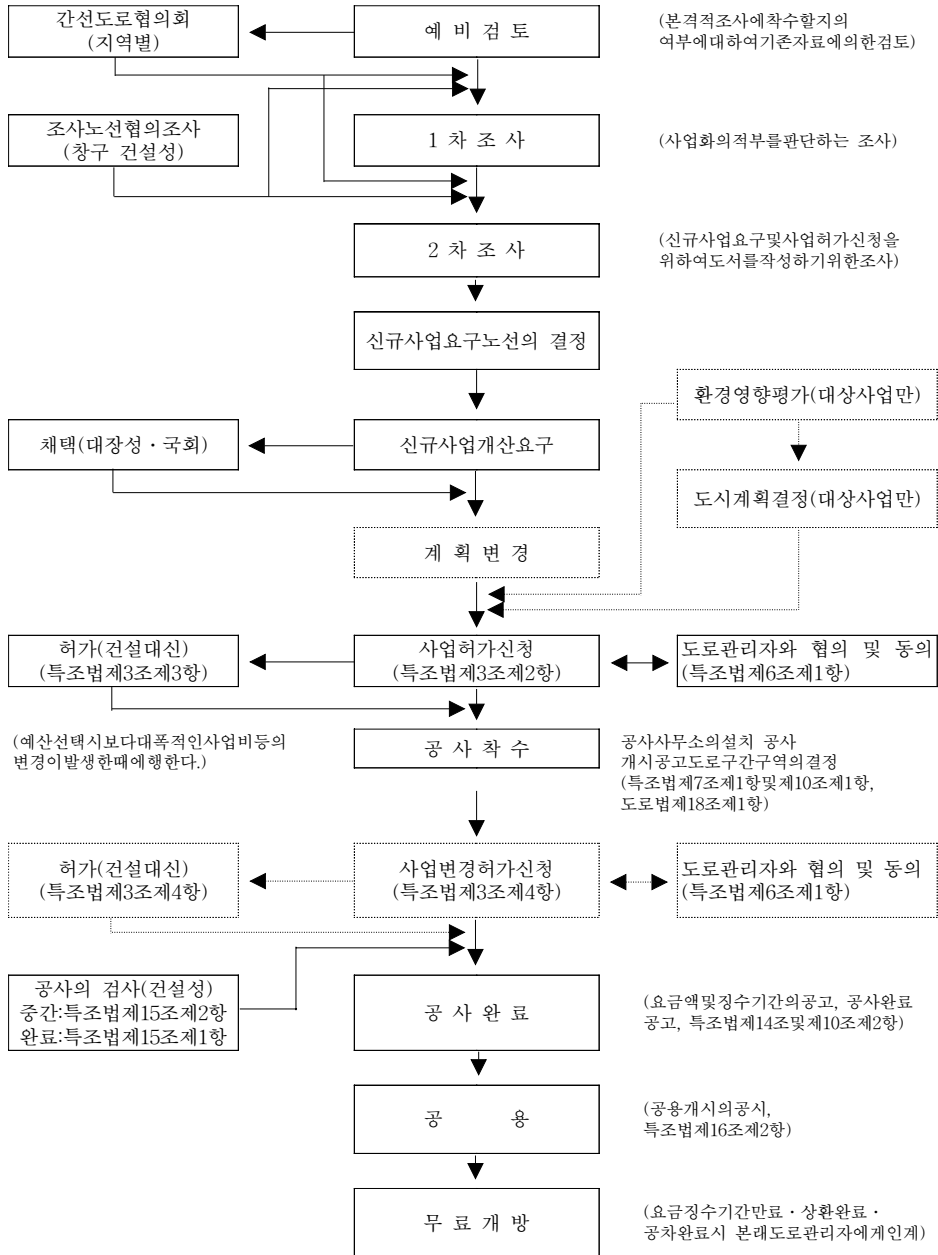 간선도로협의회
(지역별)
예 비 검 토
(본격적조사에착수할지의
여부에대하여기존자료에의한검토)
조사노선협의조사
(창구 건설성)
1 차 조 사
(사업화의적부를판단하는 조사)
2 차 조 사
(신규사업요구및사업허가신청을
위하여도서를작성하기위한조사)
신규사업요구노선의 결정
환경영향평가(대상사업만)
채택(대장성ㆍ국회)
신규사업개산요구
도시계획결정(대상사업만)
계 획 변 경
허가(건설대신)
(특조법제3조제3항)
사업허가신청
(특조법제3조제2항)
도로관리자와 협의 및 동의
(특조법제6조제1항)
(예산선택시보다대폭적인사업비등의
변경이발생한때에행한다.)
공 사 착 수
공사사무소의설치 공사
개시공고도로구간구역의결정
(특조법제7조제1항및제10조제1항,
도로법제18조제1항)
허가(건설대신)
(특조법제3조제4항)
사업변경허가신청
(특조법제3조제4항)
도로관리자와 협의 및 동의
(특조법제6조제1항)
공사의 검사(건설성)
중간:특조법제15조제2항
완료:특조법제15조제1항
공 사 완 료
(요금액및징수기간의공고, 공사완료
공고, 특조법제14조및제10조제2항)
공 용
(공용개시의공시,
특조법제16조제2항)
무 료 개 방
(요금징수기간만료ㆍ상환완료ㆍ
공차완료시 본래도로관리자에게인계)